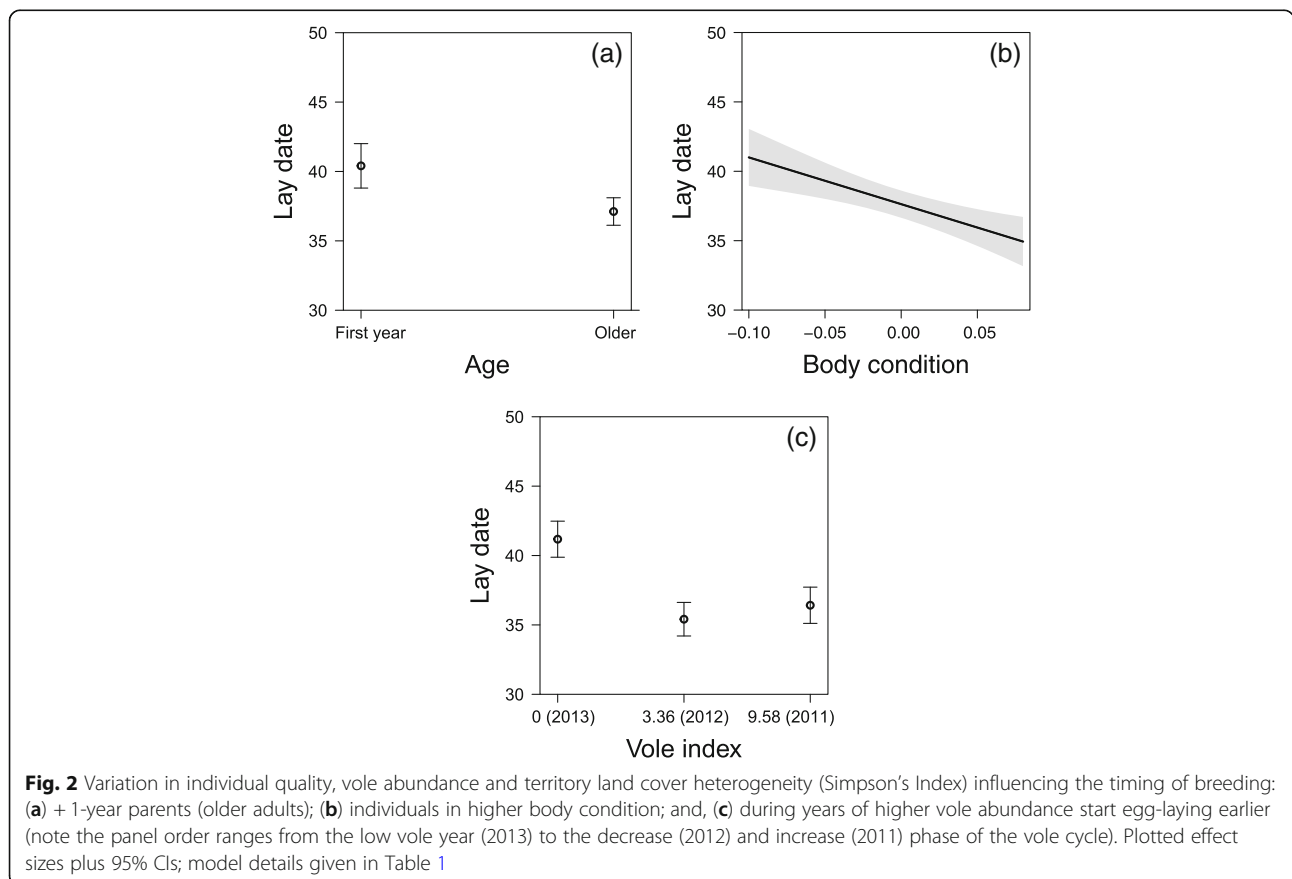 (a)
50
45
40
35
30
Lay date
First year
Older
Age
(b)
50
45
40
35
30
Lay date
−0.10
−0.05
0.00
0.05
Body condition
(c)
50
45
40
35
30
Lay date
0 (2013)
3.36 (2012)
9.58 (2011)
Vole index
Fig. 2 Variation in individual quality, vole abundance and territory land cover heterogeneity (Simpson's Index) influencing the timing of breeding:
(a) + 1-year parents (older adults); (b) individuals in higher body condition; and, (c) during years of higher vole abundance start egg-laying earlier
(note the panel order ranges from the low vole year (2013) to the decrease (2012) and increase (2011) phase of the vole cycle). Plotted effect
sizes plus 95% CIs; model details given in Table 1